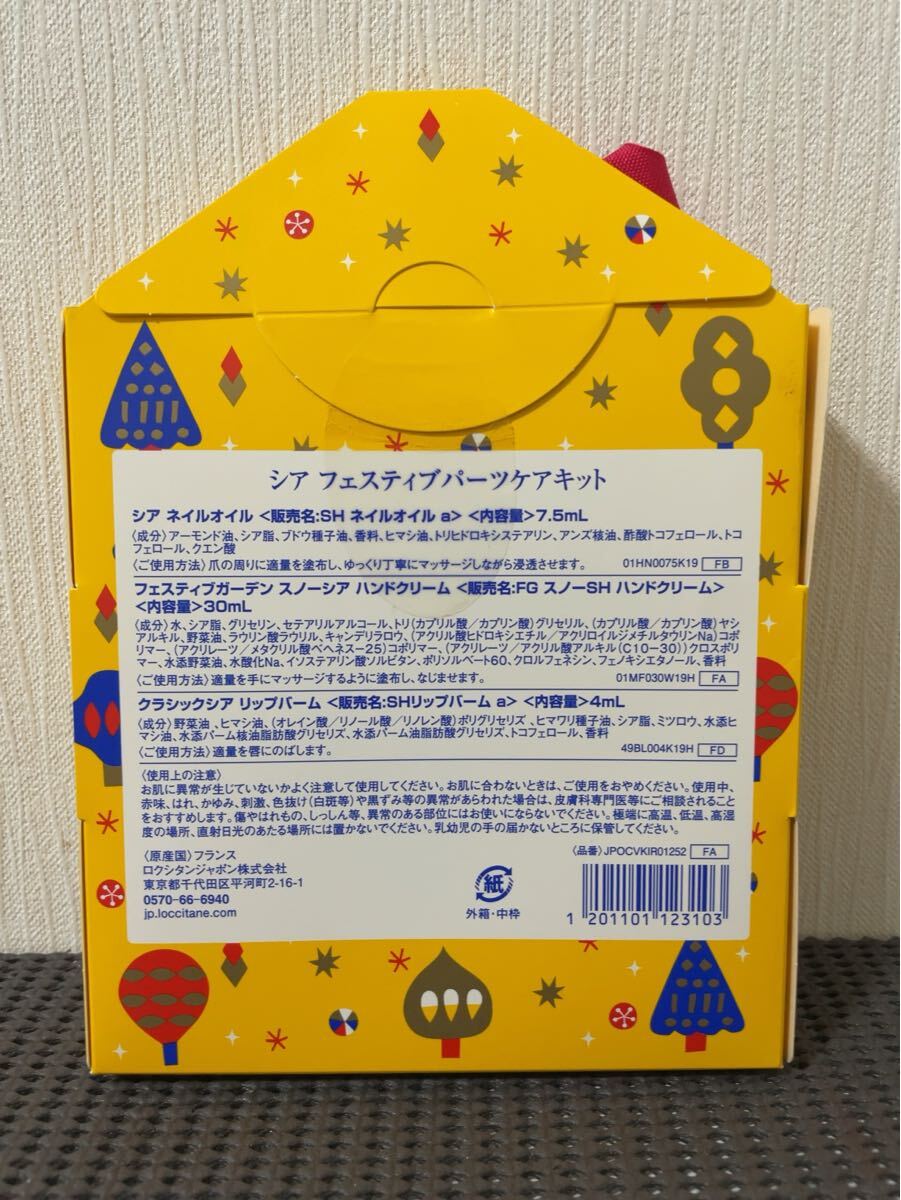 シア フェスティブパーツケアキット
シア ネイルオイル <販売名:SH ネイルオイル a> <内容量>7.5mL
〈成分〉アーモンド油、シア脂、ブドウ種子油、香料、ヒマシ油、トリヒドロキシステアリン、アンズ核油、酢酸トコフェロール、トコ
フェロール、クエン酸
〈ご使用方法〉爪の周りに適量を塗布し、ゆっくり丁寧にマッサージしながら浸透させます。 01HN0075K19 FB
フェスティブガーデン スノーシア ハンドクリーム <販売名:FG スノーSH ハンドクリーム>
<内容量>30mL
〈成分〉水、シア脂、グリセリン、セテアリルアルコール、トリ(カプリル酸/カプリン酸)グリセリル、(カプリル酸/カプリン酸)ヤシ
アルキル、野菜油、ラウリン酸ラウリル、キャンデリラロウ、(アクリル酸ヒドロキシエチル/アクリロイルジメチルタウリンNa)コポ
リマー、(アクリレーツ/メタクリル酸ベヘネス-25)コポリマー、(アクリレーツ/アクリル酸アルキル(C10-30))クロスポリ
マー、水添野菜油、水酸化Na、イソステアリン酸ソルビタン、ポリソルベート60、クロルフェネシン、フェノキシエタノール、香料
〈ご使用方法〉適量を手にマッサージするように塗布し、なじませます。 01MF030W19H FA
クラシックシア リップバーム <販売名:SHリップバーム a> <内容量>4mL
〈成分〉野菜油、ヒマシ油、(オレイン酸/リノール酸/リノレン酸)ポリグリセリズ、ヒマワリ種子油、シア脂、ミツロウ、水添ヒ
マシ油、水添パーム核油脂肪酸グリセリズ、水添パーム油脂肪酸グリセリズ、トコフェロール、香料
〈ご使用方法〉適量を唇にのばします。 49BL004K19H FD
〈使用上の注意〉
お肌に異常が生じていないかよく注意して使用してください。お肌に合わないときは、ご使用をおやめください。使用中、
赤味、はれ、かゆみ、刺激、色抜け(白斑等)や黒ずみ等の異常があらわれた場合は、皮膚科専門医等にご相談されること
をおすすめします。傷やはれもの、しっしん等、異常のある部位にはお使いにならないでください。極端に高温、低温、高湿
度の場所、直射日光のあたる場所には置かないでください。乳幼児の手の届かないところに保管してください。
〈原産国〉フランス 〈品番〉JPOCVKIR01252 FA
ロクシタンジャポン株式会社
東京都千代田区平河町2-16-1
0570-66-6940
jp.loccitane.com
紙
外箱・中枠
1 201101 123103